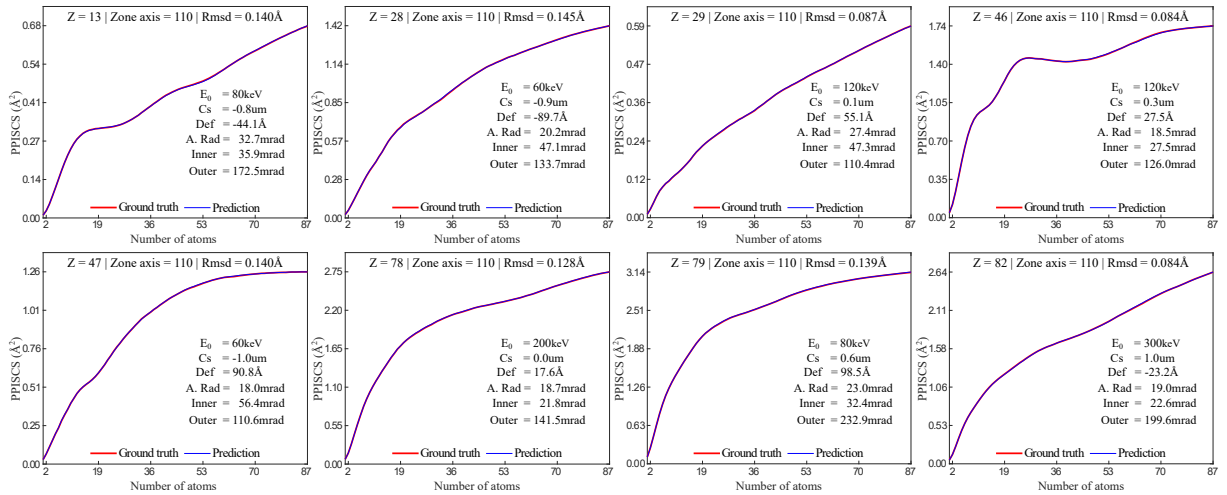 Z = 13 | Zone axis = 110 | Rmsd = 0.140Å
PPISCS (Å²)
0.68
0.54
0.41
0.27
0.14
0.00
E₀ = 80keV
Cs = -0.8um
Def = -44.1Å
A. Rad = 32.7mrad
Inner = 35.9mrad
Outer = 172.5mrad
Ground truth Prediction
2 19 36 53 70 87
Number of atoms
Z = 28 | Zone axis = 110 | Rmsd = 0.145Å
PPISCS (Å²)
1.42
1.14
0.85
0.57
0.28
0.00
E₀ = 60keV
Cs = -0.9um
Def = -89.7Å
A. Rad = 20.2mrad
Inner = 47.1mrad
Outer = 133.7mrad
Ground truth Prediction
2 19 36 53 70 87
Number of atoms
Z = 29 | Zone axis = 110 | Rmsd = 0.087Å
PPISCS (Å²)
0.59
0.47
0.36
0.24
0.12
0.00
E₀ = 120keV
Cs = 0.1um
Def = 55.1Å
A. Rad = 27.4mrad
Inner = 47.3mrad
Outer = 110.4mrad
Ground truth Prediction
2 19 36 53 70 87
Number of atoms
Z = 46 | Zone axis = 110 | Rmsd = 0.084Å
PPISCS (Å²)
1.74
1.40
1.05
0.70
0.35
0.00
E₀ = 120keV
Cs = 0.3um
Def = 27.5Å
A. Rad = 18.5mrad
Inner = 27.5mrad
Outer = 126.0mrad
Ground truth Prediction
2 19 36 53 70 87
Number of atoms
Z = 47 | Zone axis = 110 | Rmsd = 0.140Å
PPISCS (Å²)
1.26
1.01
0.76
0.51
0.25
0.00
E₀ = 60keV
Cs = -1.0um
Def = 90.8Å
A. Rad = 18.0mrad
Inner = 56.4mrad
Outer = 110.6mrad
Ground truth Prediction
2 19 36 53 70 87
Number of atoms
Z = 78 | Zone axis = 110 | Rmsd = 0.128Å
PPISCS (Å²)
2.75
2.20
1.65
1.10
0.55
0.00
E₀ = 200keV
Cs = 0.0um
Def = 17.6Å
A. Rad = 18.7mrad
Inner = 21.8mrad
Outer = 141.5mrad
Ground truth Prediction
2 19 36 53 70 87
Number of atoms
Z = 79 | Zone axis = 110 | Rmsd = 0.139Å
PPISCS (Å²)
3.14
2.51
1.88
1.26
0.63
0.00
E₀ = 80keV
Cs = 0.6um
Def = 98.5Å
A. Rad = 23.0mrad
Inner = 32.4mrad
Outer = 232.9mrad
Ground truth Prediction
2 19 36 53 70 87
Number of atoms
Z = 82 | Zone axis = 110 | Rmsd = 0.084Å
PPISCS (Å²)
2.64
2.11
1.58
1.06
0.53
0.00
E₀ = 300keV
Cs = 1.0um
Def = -23.2Å
A. Rad = 19.0mrad
Inner = 22.6mrad
Outer = 199.6mrad
Ground truth Prediction
2 19 36 53 70 87
Number of atoms